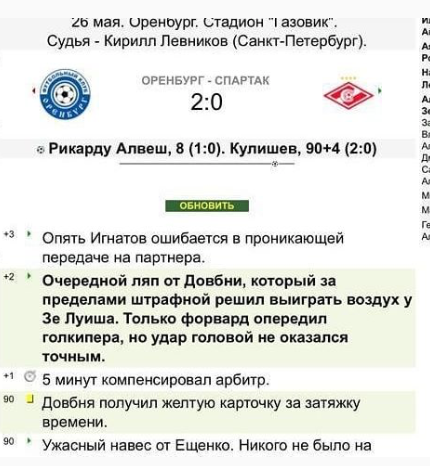 26 мая. Оренбург. Стадион "Газовик".
Судья - Кирилл Левников (Санкт-Петербург).
ОРЕНБУРГ - СПАРТАК
2:0
Рикарду Алвеш, 8 (1:0). Кулишев, 90+4 (2:0)
ОБНОВИТЬ
+3 Опять Игнатов ошибается в проникающей
передаче на партнера.
+2 Очередной ляп от Довбни, который за
пределами штрафной решил выиграть воздух у
Зе Луиша. Только форвард опередил
голкипера, но удар головой не оказался
точным.
+1 5 минут компенсировал арбитр.
90 Довбня получил желтую карточку за затяжку
времени.
90 Ужасный навес от Ещенко. Никого не было на